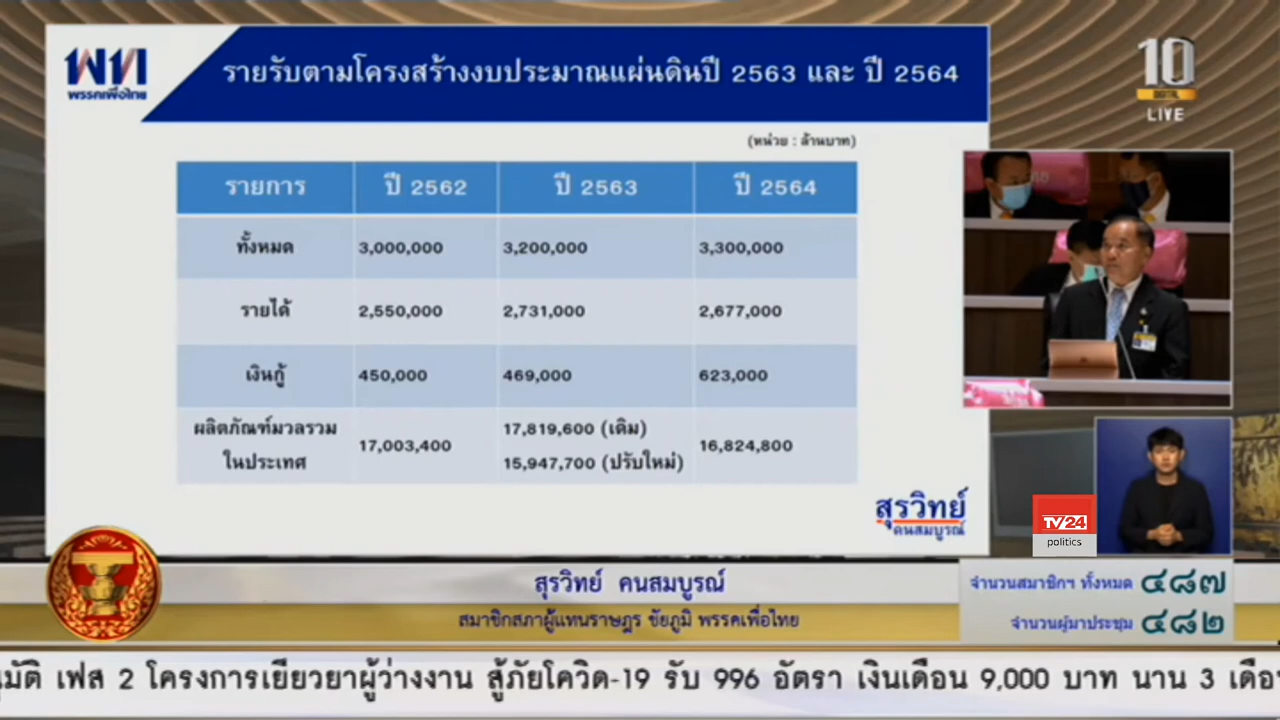 พท
พรรคเพื่อไทย
รายรับตามโครงสร้างงบประมาณแผ่นดินปี 2563 และ ปี 2564
10
DIGITAL
LIVE
(หน่วย : ล้านบาท)
รายการ ปี 2562 ปี 2563 ปี 2564
ทั้งหมด 3,000,000 3,200,000 3,300,000
รายได้ 2,550,000 2,731,000 2,677,000
เงินกู้ 450,000 469,000 623,000
ผลิตภัณฑ์มวลรวม 17,819,600 (เดิม)
17,003,400 16,824,800
ในประเทศ 15,947,700 (ปรับใหม่)
สุรวิทย์
คนสมบูรณ์
TV24
politics
สุรวิทย์ คนสมบูรณ์
สมาชิกสภาผู้แทนราษฎร ชัยภูมิ พรรคเพื่อไทย
จำนวนสมาชิกฯ ทั้งหมด ๔๘๗
จำนวนผู้มาประชุม ๔๘๒
มัติ เฟส 2 โครงการเยียวยาผู้ว่างงาน สู้ภัยโควิด-19 รับ 996 อัตรา เงินเดือน 9,000 บาท นาน 3 เดือ